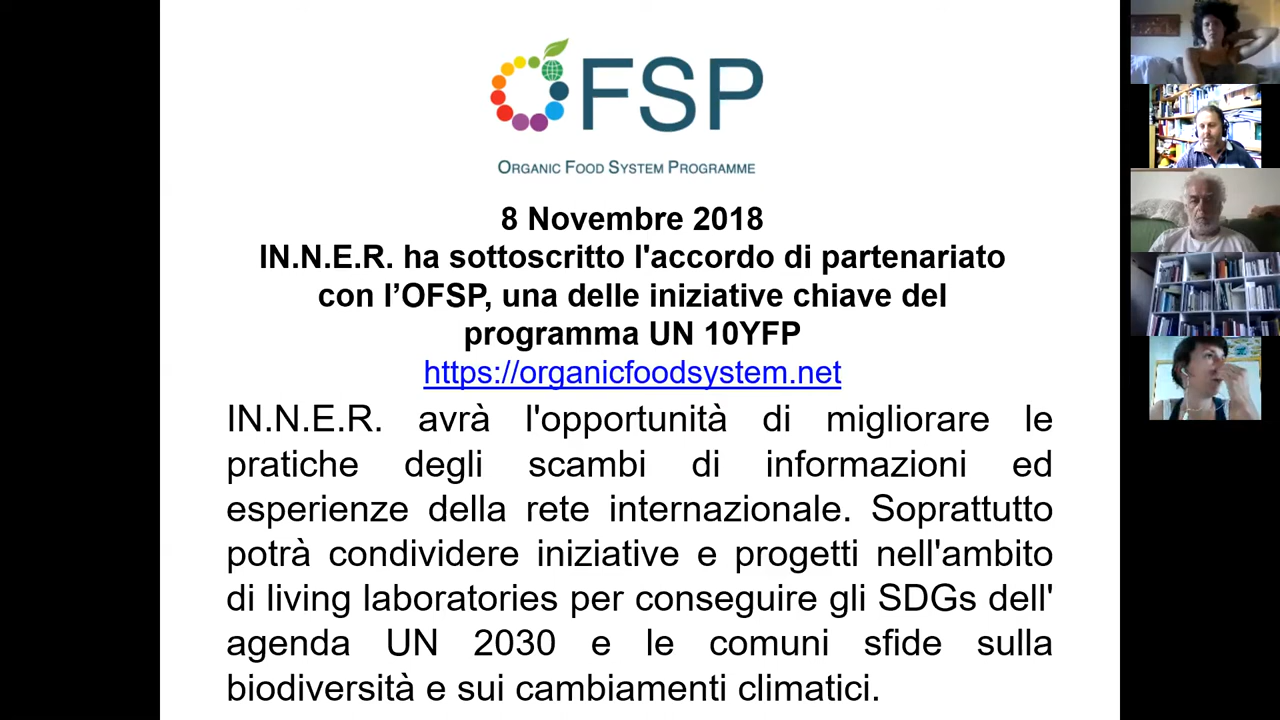 OFSP
ORGANIC FOOD SYSTEM PROGRAMME
8 Novembre 2018
IN.N.E.R. ha sottoscritto l'accordo di partenariato
con l’OFSP, una delle iniziative chiave del
programma UN 10YFP
https://organicfoodsystem.net
IN.N.E.R. avrà l'opportunità di migliorare le
pratiche degli scambi di informazioni ed
esperienze della rete internazionale. Soprattutto
potrà condividere iniziative e progetti nell'ambito
di living laboratories per conseguire gli SDGs dell'
agenda UN 2030 e le comuni sfide sulla
biodiversità e sui cambiamenti climatici.